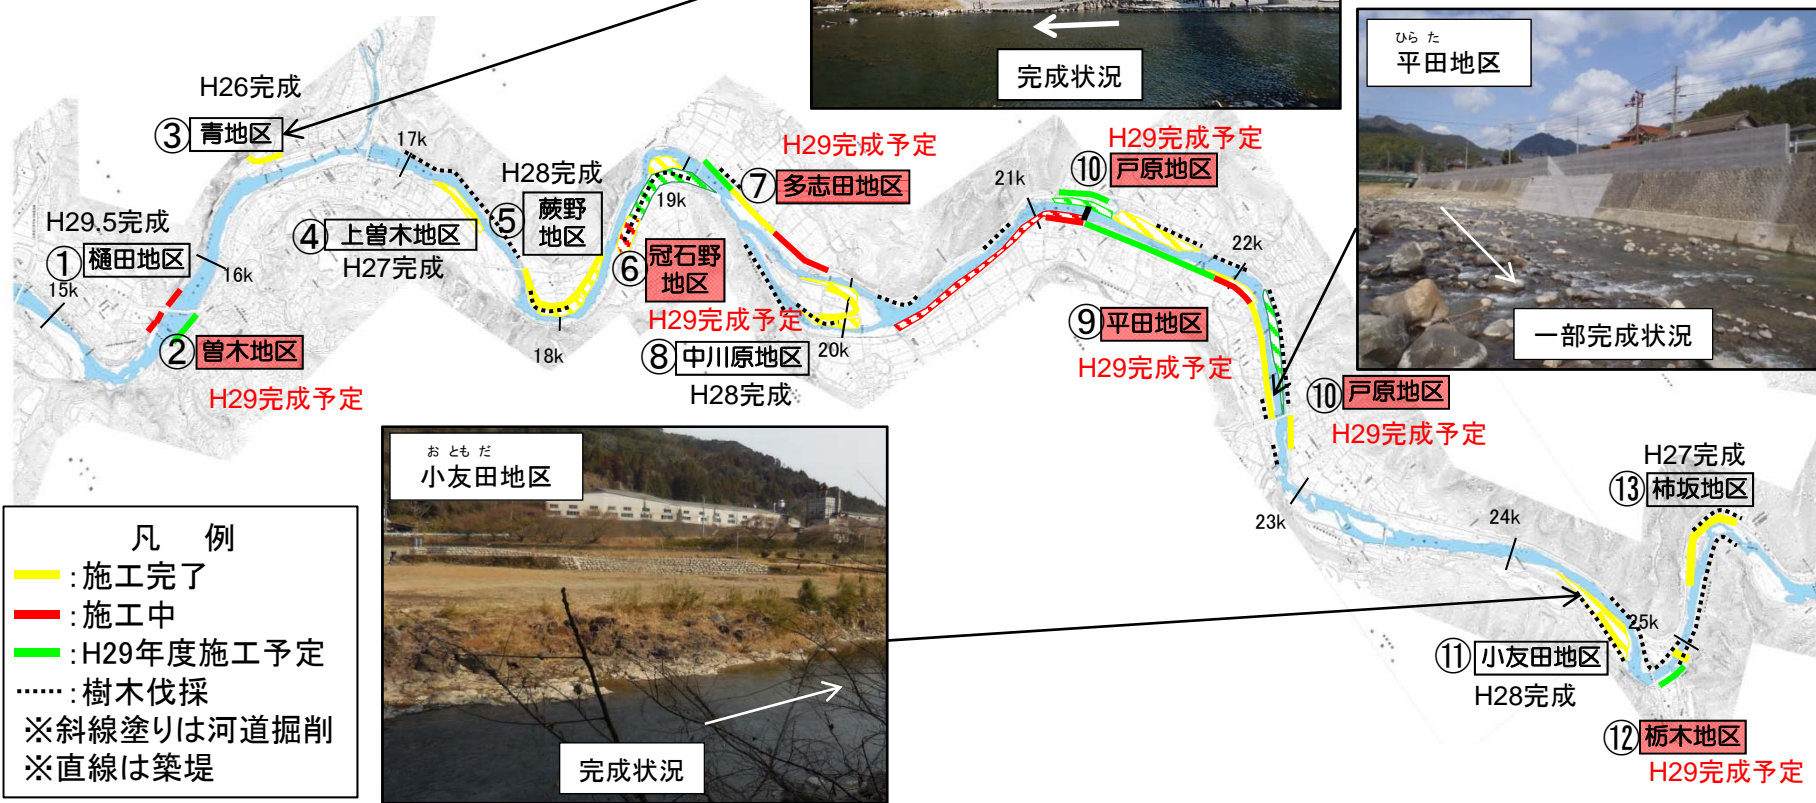 完成状況
ひらた
平田地区
一部完成状況
H26完成
③青地区
17k
H28完成
⑤蕨野
地区
H29完成予定
⑦多志田地区
19k
H29完成予定
⑩戸原地区
21k
22k
H29.5完成
①樋田地区
15k
16k
④上曽木地区
H27完成
⑥冠石野
地区
H29完成予定
②曽木地区
H29完成予定
18k
20k
⑧中川原地区
H28完成
⑨平田地区
H29完成予定
⑩戸原地区
H29完成予定
おともだ
小友田地区
完成状況
23k
24k
25k
H27完成
⑬柿坂地区
⑪小友田地区
H28完成
⑫栃木地区
H29完成予定
凡 例
:施工完了
:施工中
:H29年度施工予定
:樹木伐採
※斜線塗りは河道掘削
※直線は築堤